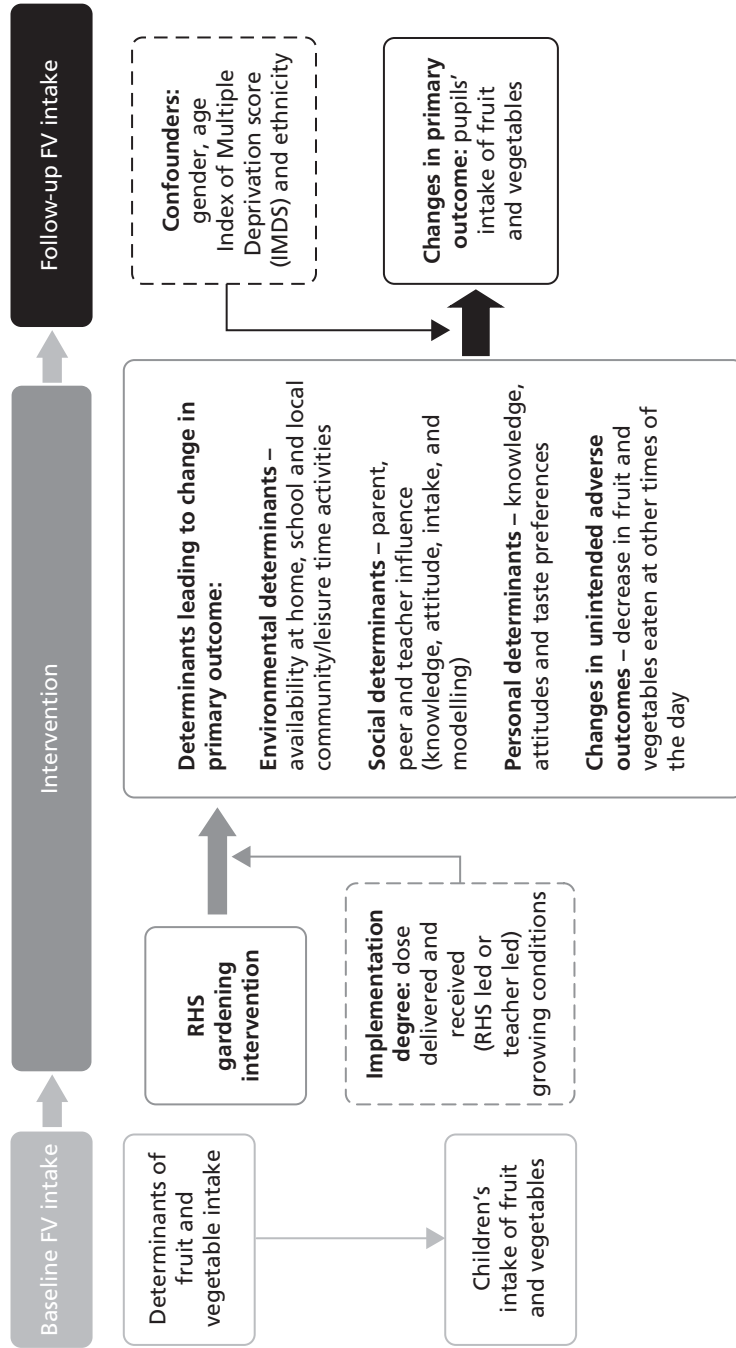 Baseline FV intake
Intervention
Follow-up FV intake
Determinants of
fruit and
vegetable intake
Children's
intake of fruit
and vegetables
RHS
gardening
intervention
Implementation
degree: dose
delivered and
received
(RHS led or
teacher led)
growing conditions
Determinants leading to change in
primary outcome:
Environmental determinants –
availability at home, school and local
community/leisure time activities
Social determinants – parent,
peer and teacher influence
(knowledge, attitude, intake, and
modelling)
Personal determinants – knowledge,
attitudes and taste preferences
Changes in unintended adverse
outcomes – decrease in fruit and
vegetables eaten at other times of
the day
Confounders:
gender, age
Index of Multiple
Deprivation score
(IMDS) and ethnicity
Changes in primary
outcome: pupils'
intake of fruit
and vegetables